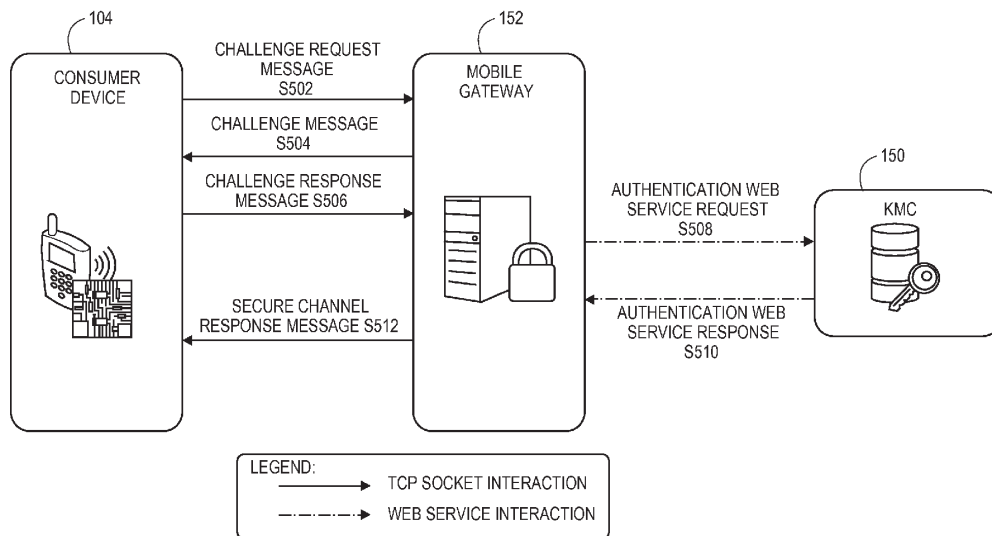 104
CONSUMER
DEVICE
CHALLENGE REQUEST
MESSAGE
S502
CHALLENGE MESSAGE
S504
CHALLENGE RESPONSE
MESSAGE S506
SECURE CHANNEL
RESPONSE MESSAGE S512
152
MOBILE
GATEWAY
AUTHENTICATION WEB
SERVICE REQUEST
S508
AUTHENTICATION WEB
SERVICE RESPONSE
S510
150
KMC
LEGEND:
TCP SOCKET INTERACTION
WEB SERVICE INTERACTION